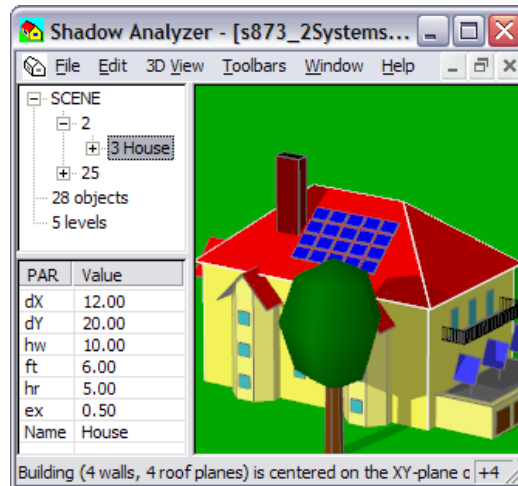 Shadow Analyzer - [s873_2Systems...
File Edit 3D View Toolbars Window Help
SCENE
2
3 House
25
28 objects
5 levels
PAR Value
dX 12.00
dY 20.00
hw 10.00
ft 6.00
hr 5.00
ex 0.50
Name House
Building (4 walls, 4 roof planes) is centered on the XY-plane +4